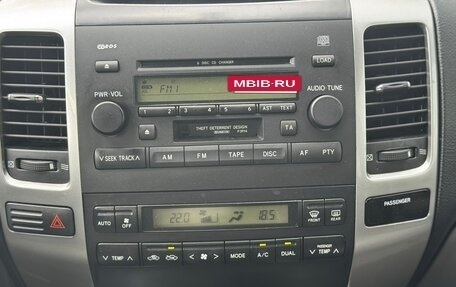 RDS
6 DISC CD CHANGER
LOAD
MBIB-RU
PWR·VOL
FM1
AUDIO·TUNE
1 2 3 4 5 6 AST TEXT
THEFT DETERRENT DESIGN
TA
SEEK TRACK
AM FM TAPE DISC AF PTY
PASSENGER
AUTO OFF
22.0 18.5
FRONT REAR
TEMP MODE A/C DUAL PASSENGER TEMP